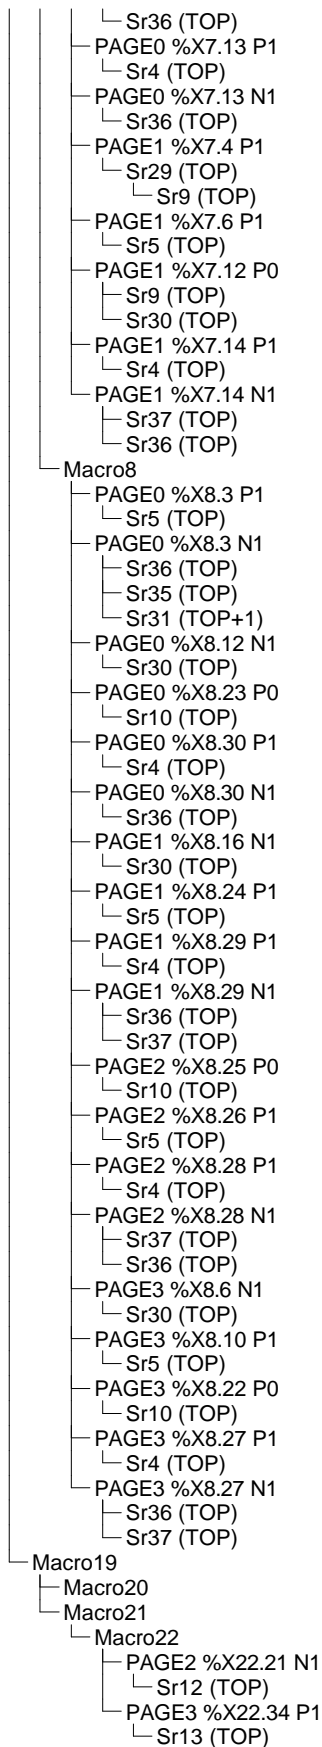 Sr36 (TOP)
PAGE0 %X7.13 P1
Sr4 (TOP)
PAGE0 %X7.13 N1
Sr36 (TOP)
PAGE1 %X7.4 P1
Sr29 (TOP)
Sr9 (TOP)
PAGE1 %X7.6 P1
Sr5 (TOP)
PAGE1 %X7.12 P0
Sr9 (TOP)
Sr30 (TOP)
PAGE1 %X7.14 P1
Sr4 (TOP)
PAGE1 %X7.14 N1
Sr37 (TOP)
Sr36 (TOP)
Macro8
PAGE0 %X8.3 P1
Sr5 (TOP)
PAGE0 %X8.3 N1
Sr36 (TOP)
Sr35 (TOP)
Sr31 (TOP+1)
PAGE0 %X8.12 N1
Sr30 (TOP)
PAGE0 %X8.23 P0
Sr10 (TOP)
PAGE0 %X8.30 P1
Sr4 (TOP)
PAGE0 %X8.30 N1
Sr36 (TOP)
PAGE1 %X8.16 N1
Sr30 (TOP)
PAGE1 %X8.24 P1
Sr5 (TOP)
PAGE1 %X8.29 P1
Sr4 (TOP)
PAGE1 %X8.29 N1
Sr36 (TOP)
Sr37 (TOP)
PAGE2 %X8.25 P0
Sr10 (TOP)
PAGE2 %X8.26 P1
Sr5 (TOP)
PAGE2 %X8.28 P1
Sr4 (TOP)
PAGE2 %X8.28 N1
Sr37 (TOP)
Sr36 (TOP)
PAGE3 %X8.6 N1
Sr30 (TOP)
PAGE3 %X8.10 P1
Sr5 (TOP)
PAGE3 %X8.22 P0
Sr10 (TOP)
PAGE3 %X8.27 P1
Sr4 (TOP)
PAGE3 %X8.27 N1
Sr36 (TOP)
Sr37 (TOP)
Macro19
Macro20
Macro21
Macro22
PAGE2 %X22.21 N1
Sr12 (TOP)
PAGE3 %X22.34 P1
Sr13 (TOP)